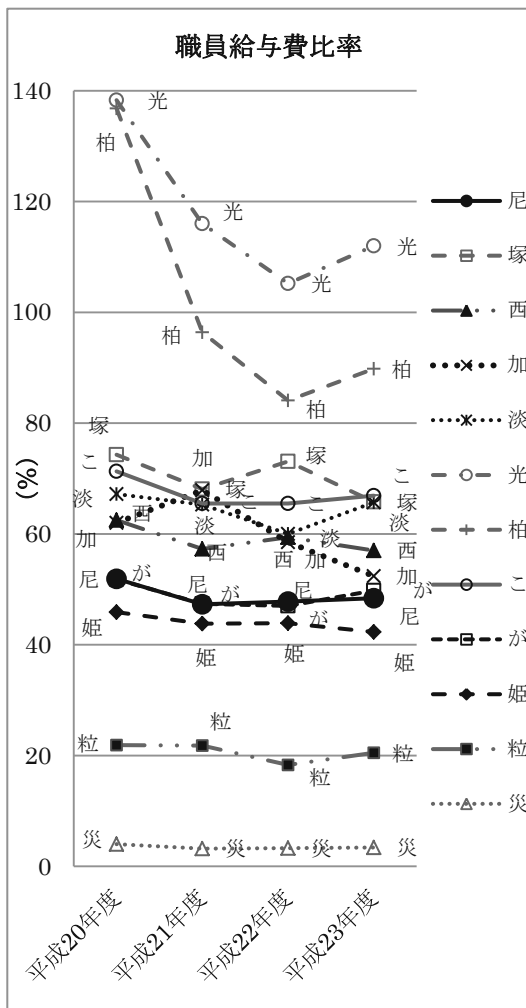 職員給与費比率
(%)
140
120
100
80
60
40
20
0
光
柏
光
柏
光
柏
光
柏
塚
こ
淡
加
西
尼
が
姫
粒
災
加
塚
こ
淡
西
尼
が
姫
粒
災
塚
こ
淡
西
加
尼
が
姫
粒
災
こ
塚
淡
西
加
が
尼
姫
粒
災
平成20年度
平成21年度
平成22年度
平成23年度
尼
塚
西
加
淡
光
柏
こ
が
姫
粒
災